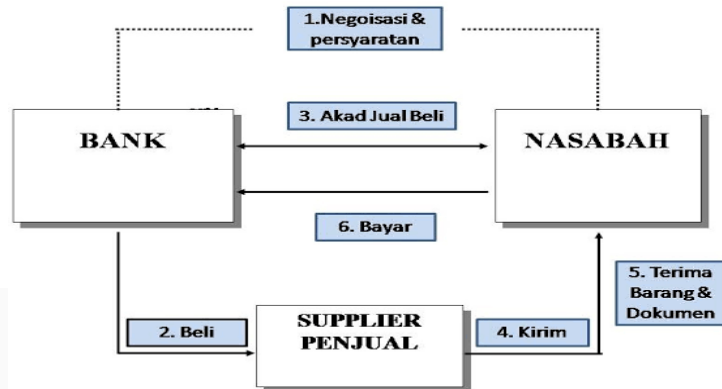 1.Negoisasi &
persyaratan
BANK
3. Akad Jual Beli
NASABAH
6. Bayar
5. Terima
Barang &
Dokumen
2. Beli
SUPPLIER
PENJUAL
4. Kirim